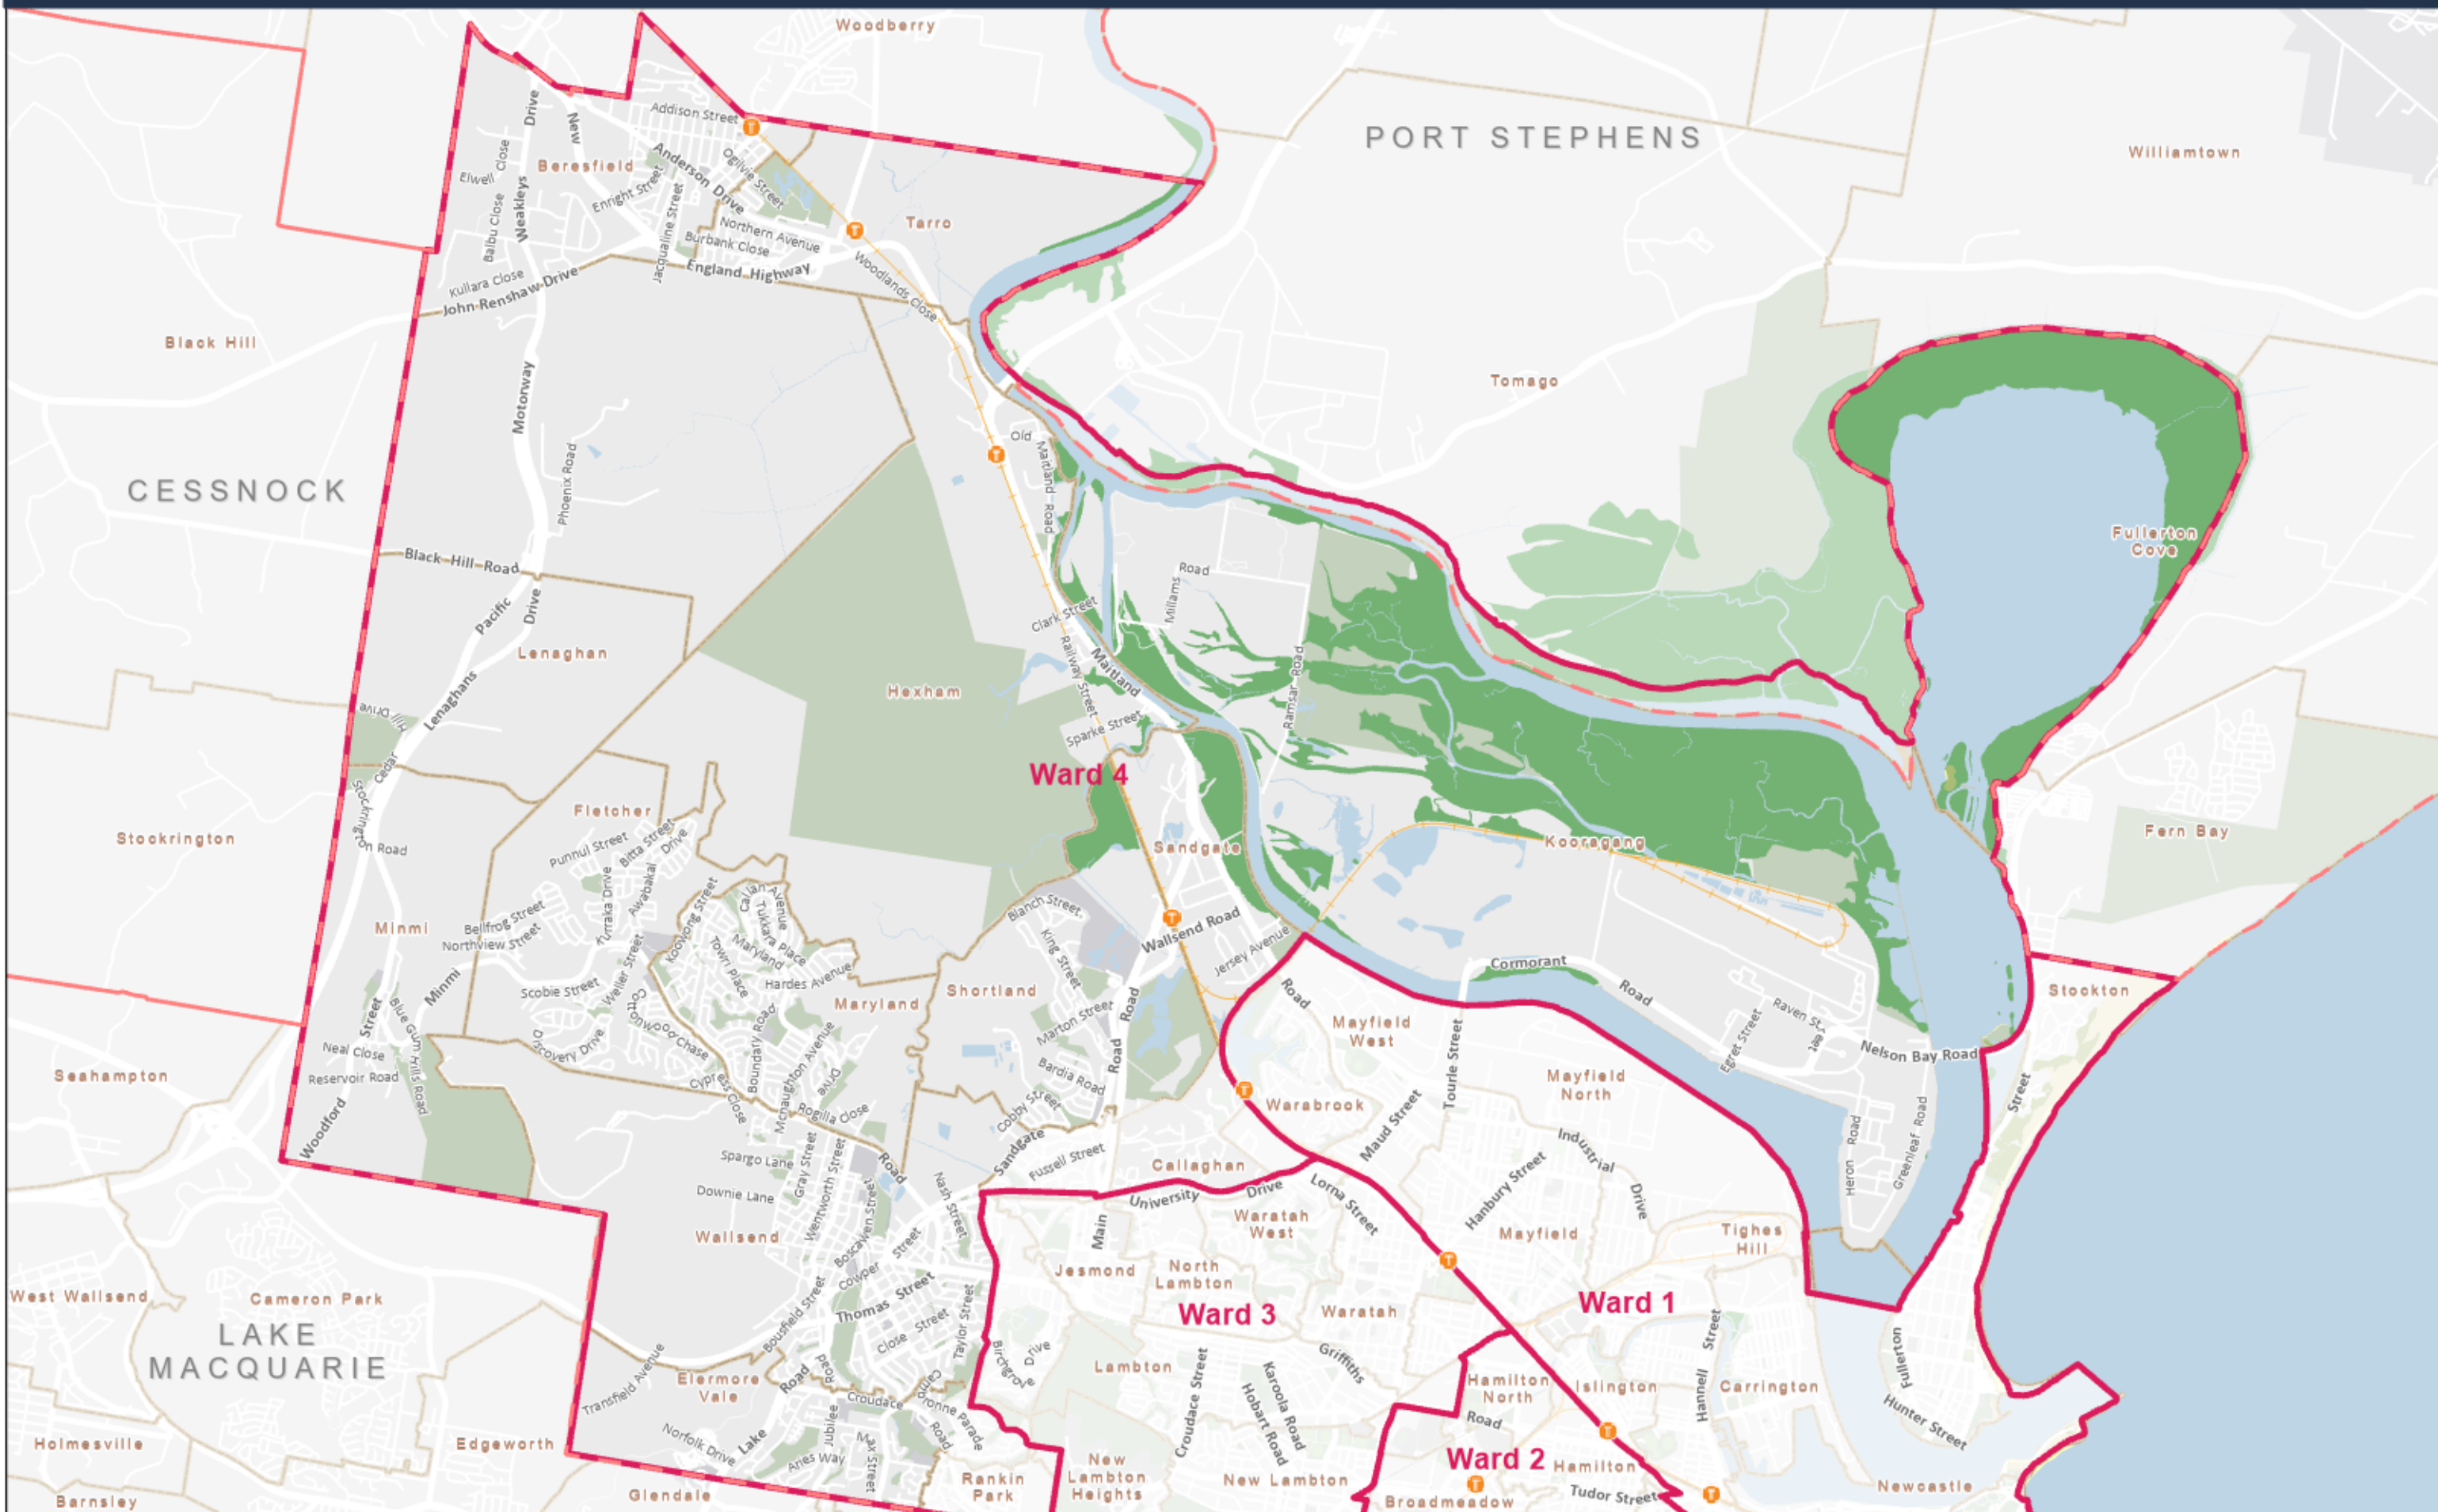 Woodberry
PORT STEPHENS
Williamtown
Addison Street
Drive
New
Beresfield
Anderson Drive
Ogilvie Street
Elwell Close
Enright Street
Weakleys
Balbu Close
Jacqueline Street
Northern Avenue
Burbank Close
Tarro
England Highway
Woodlands Close
Kullara Close
John Renshaw Drive
Black Hill
Motorway
Tomago
Old
Maitland Road
CESSNOCK
Phoenix Road
Fullerton
Cove
Black Hill Road
Road
Millams
Pacific
Drive
Clark Street
Lenaghan
Railway Street
Maitland
Ramsar Road
Hexham
Lenaghans
Hill Drive
Sparke Street
Cedar
Ward 4
Stockrington Road
Fletcher
Stockrington
Punnul Street
Bitta Street
Drive
Sandgate
Kooragang
Fern Bay
Kurraka Drive
Awabakal
Callan Avenue
Tukkara Place
Koowong Street
Blanch Street
Bellfrog Street
Northview Street
Minmi
Maryland
Towri Place
King Street
Wallsend Road
Jersey Avenue
Cormorant
Road
Minmi
Scobie Street
Weller Street
Hardes Avenue
Maryland
Shortland
Road
Stockton
Street
Blue Gum Hills Road
Cottonwood Chase
Discovery Drive
Boundary Road
Marton Street
Road
Mayfield
West
Raven Street
Egret Street
Nelson Bay Road
Neal Close
Reservoir Road
Seahampton
Cypress Close
Mcnaughton Avenue
Drive
Bardia Road
Road
Tourle Street
Mayfield
North
Street
Woodford
Rogilla Close
Cobby Street
Warabrook
Maud Street
Heron Road
Greenleaf Road
Sandgate
Fussell Street
Callaghan
Industrial
Drive
Spargo Lane
Gray Street
Wentworth Street
Road
Nash Street
Downie Lane
University
Drive
Lorna Street
Hanbury Street
Boscawen Street
Main
Waratah
West
Wallsend
Mayfield
Tighes
Hill
Cowper
Street
Jesmond
North
Lambton
West Wallsend
Cameron Park
Bousfield Street
Thomas Street
Close Street
Taylor Street
Ward 3
Waratah
Ward 1
LAKE
MACQUARIE
Birchgrove
Drive
Lambton
Griffiths
Hannell
Street
Fullerton
Transfield Avenue
Elermore
Vale
Road
Road
Croudace
Croudace Street
Karoola Road
Hobart Road
Hamilton
North
Islington
Carrington
Hunter Street
Holmesville
Edgeworth
Norfolk Drive
Lake
Jubilee
Road
Road
Aries Way
Ward 2
Hamilton
Rankin
Park
New
Lambton
Heights
New Lambton
Newcastle
Barnsley
Glendale
Broadmeadow
Tudor Street